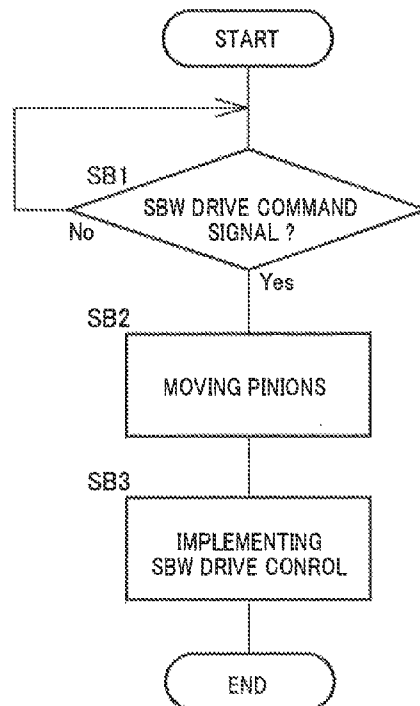 START
SB1
SBW DRIVE COMMAND
SIGNAL ?
No
Yes
SB2
MOVING PINIONS
SB3
IMPLEMENTING
SBW DRIVE CONROL
END